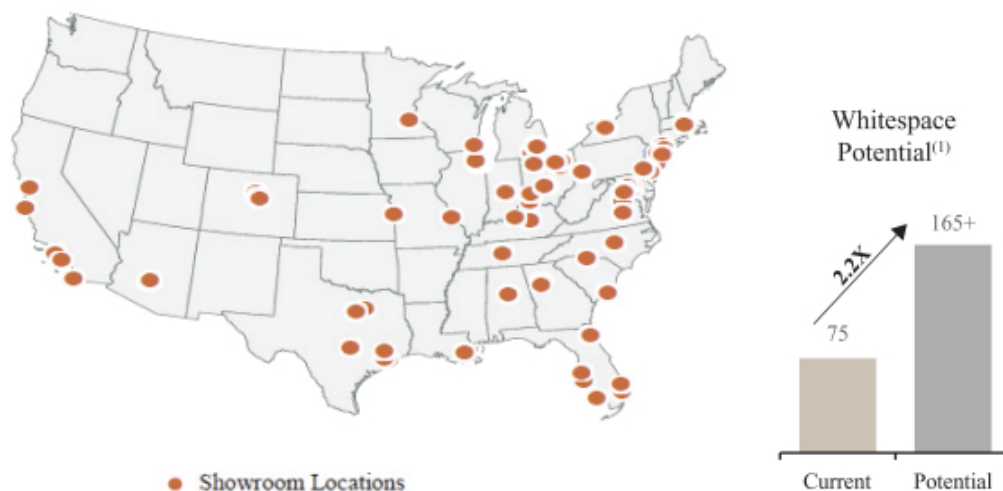 Whitespace
Potential(1)
165+
2.2X
75
Current
Potential
Showroom Locations